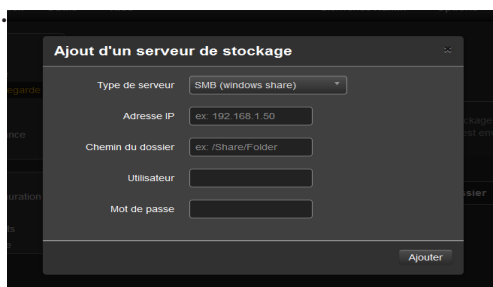 Ajout d'un serveur de stockage
×
Type de serveur SMB (windows share)
Adresse IP ex: 192.168.1.50
Chemin du dossier ex: /Share/Folder
Utilisateur
Mot de passe
Ajouter